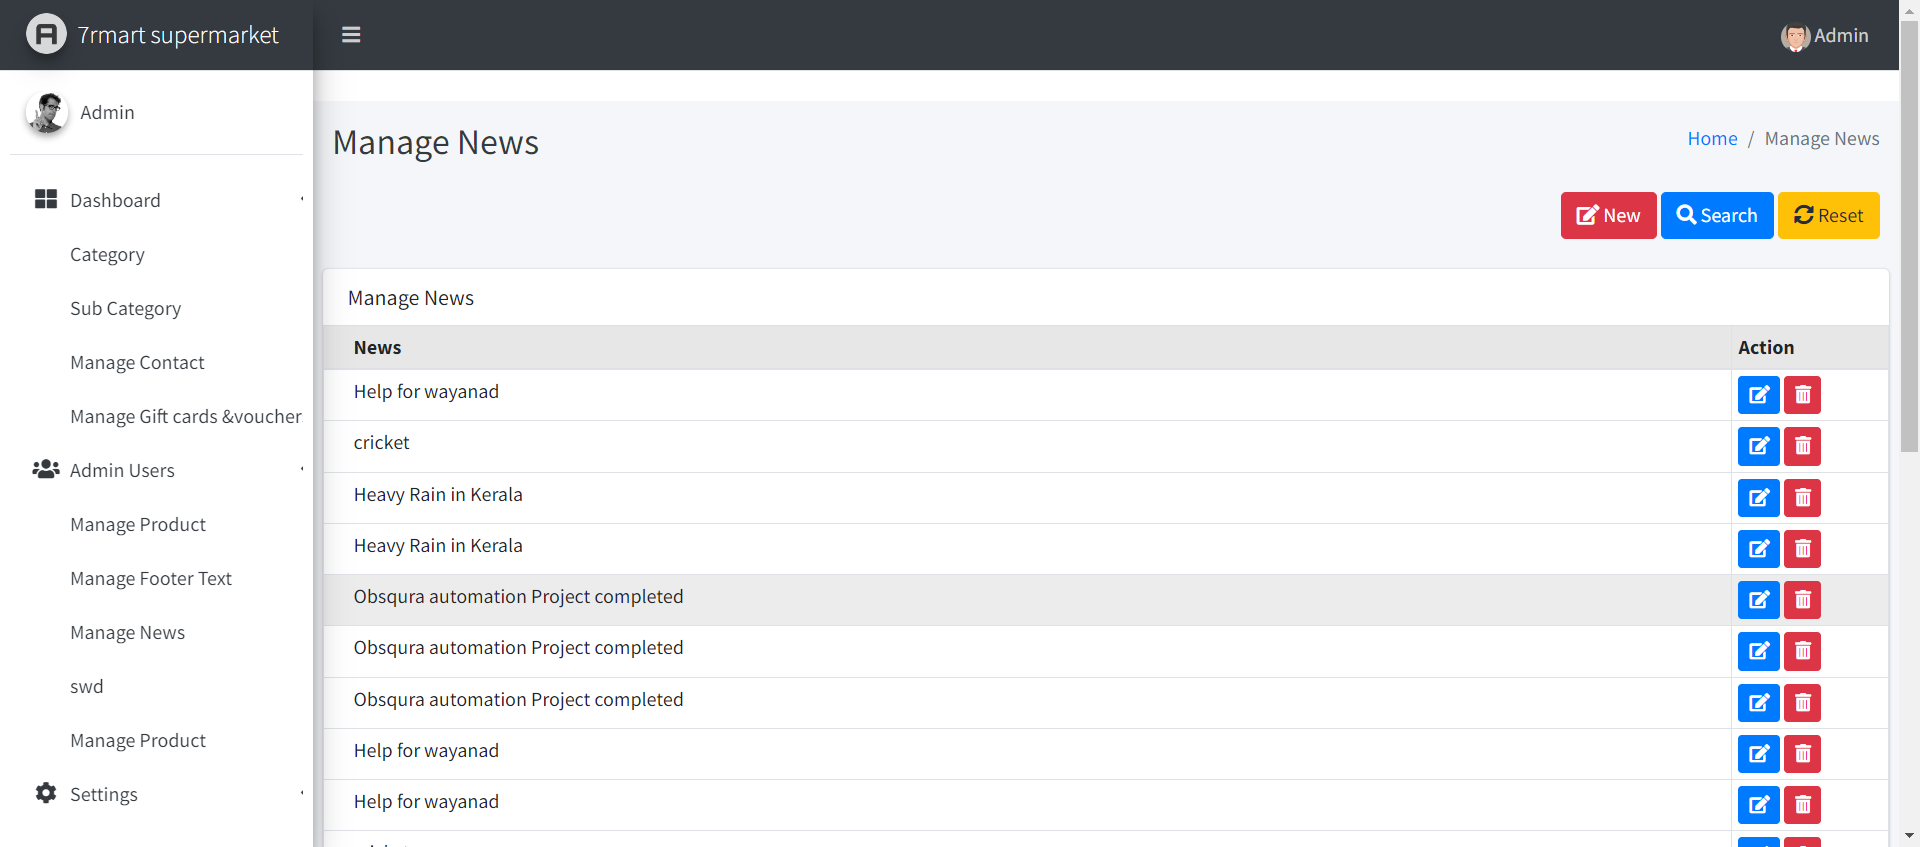 7rmart supermarket
Admin
Admin
Dashboard
Category
Sub Category
Manage Contact
Manage Gift cards &voucher
Admin Users
Manage Product
Manage Footer Text
Manage News
swd
Manage Product
Settings
Manage News
Home / Manage News
New Search Reset
Manage News
News Action
Help for wayanad
cricket
Heavy Rain in Kerala
Heavy Rain in Kerala
Obsqura automation Project completed
Obsqura automation Project completed
Obsqura automation Project completed
Help for wayanad
Help for wayanad